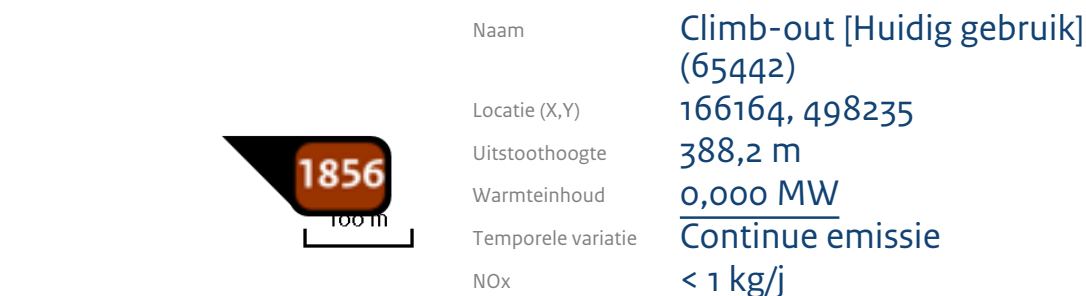 Naam Climb-out [Huidig gebruik]
(65442)
Locatie (X,Y) 166164, 498235
Uitstoothoogte 388,2 m
Warmteinhoud 0,000 MW
Temporele variatie Continue emissie
NOx < 1 kg/j
1856
100 m